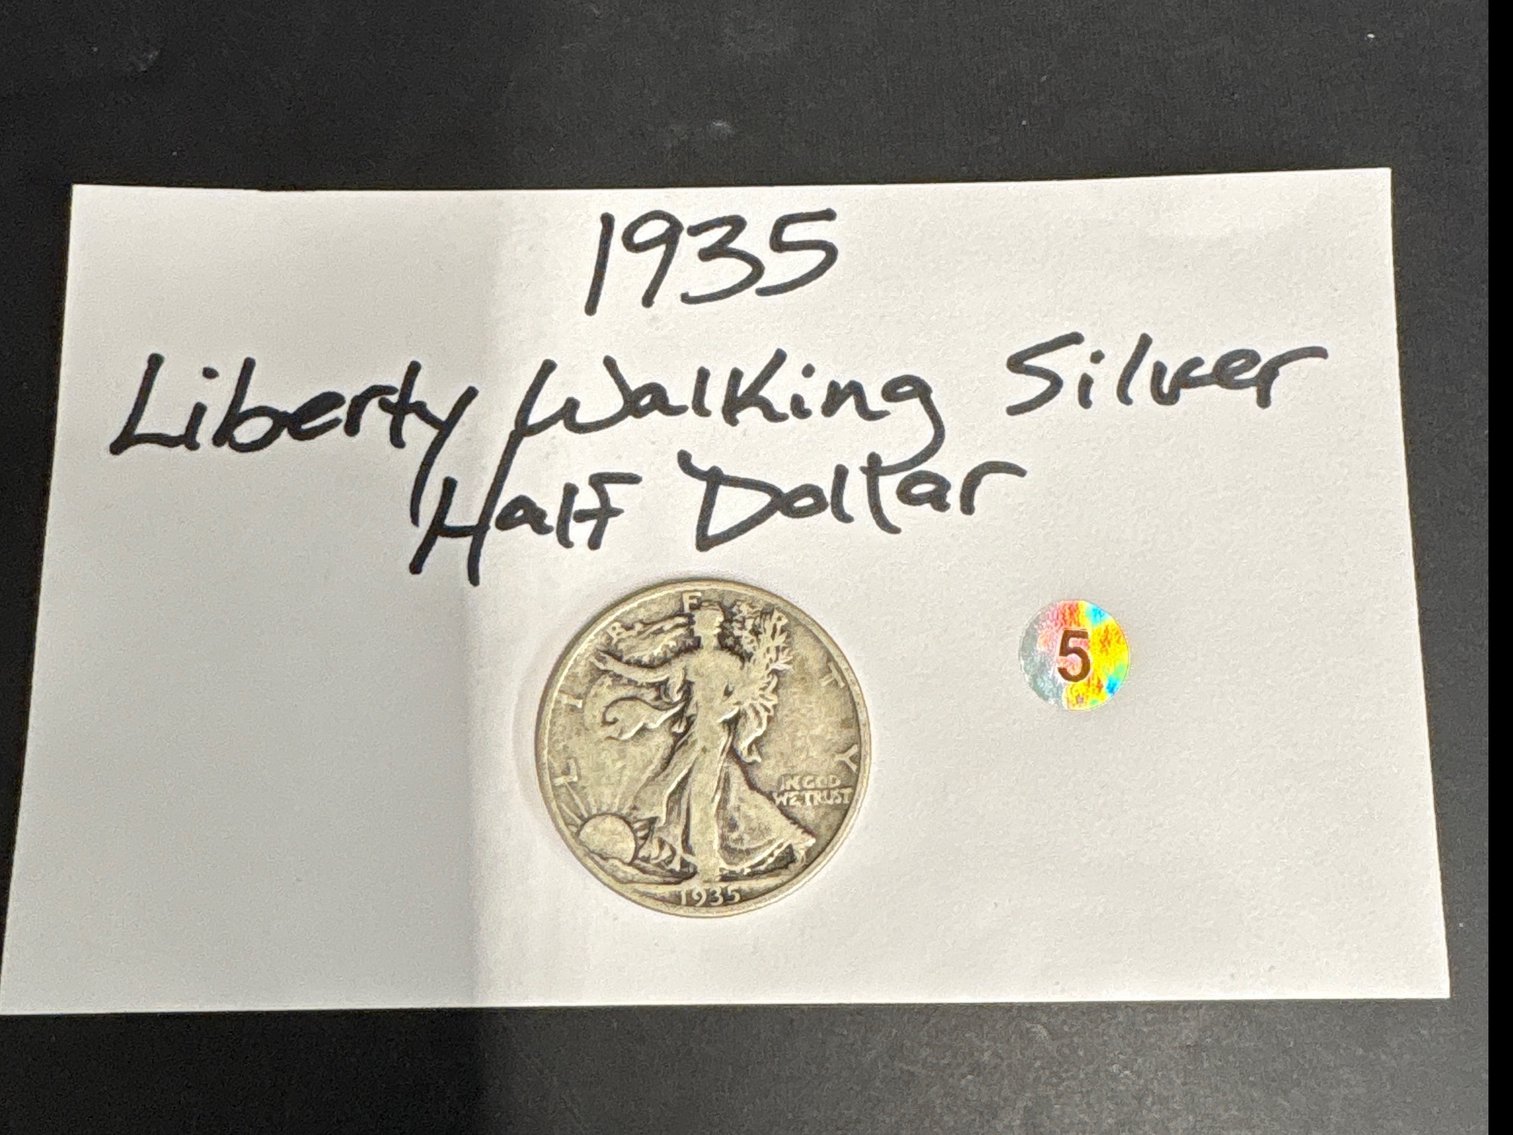 1935
Liberty Walking Silver
Half Dollar
LIBERTY
5
IN GOD
WE TRUST
1935